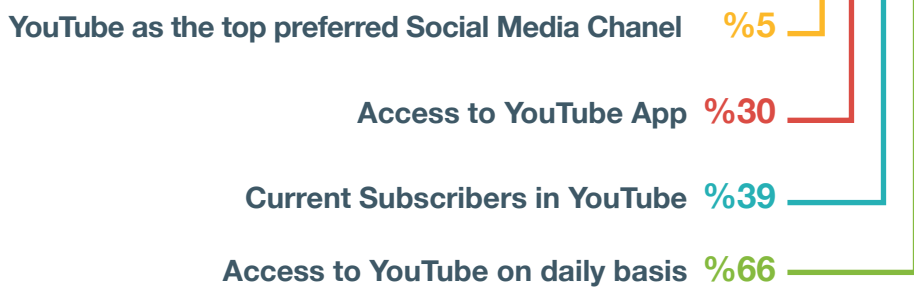 YouTube as the top preferred Social Media Chanel %5
Access to YouTube App %30
Current Subscribers in YouTube %39
Access to YouTube on daily basis %66